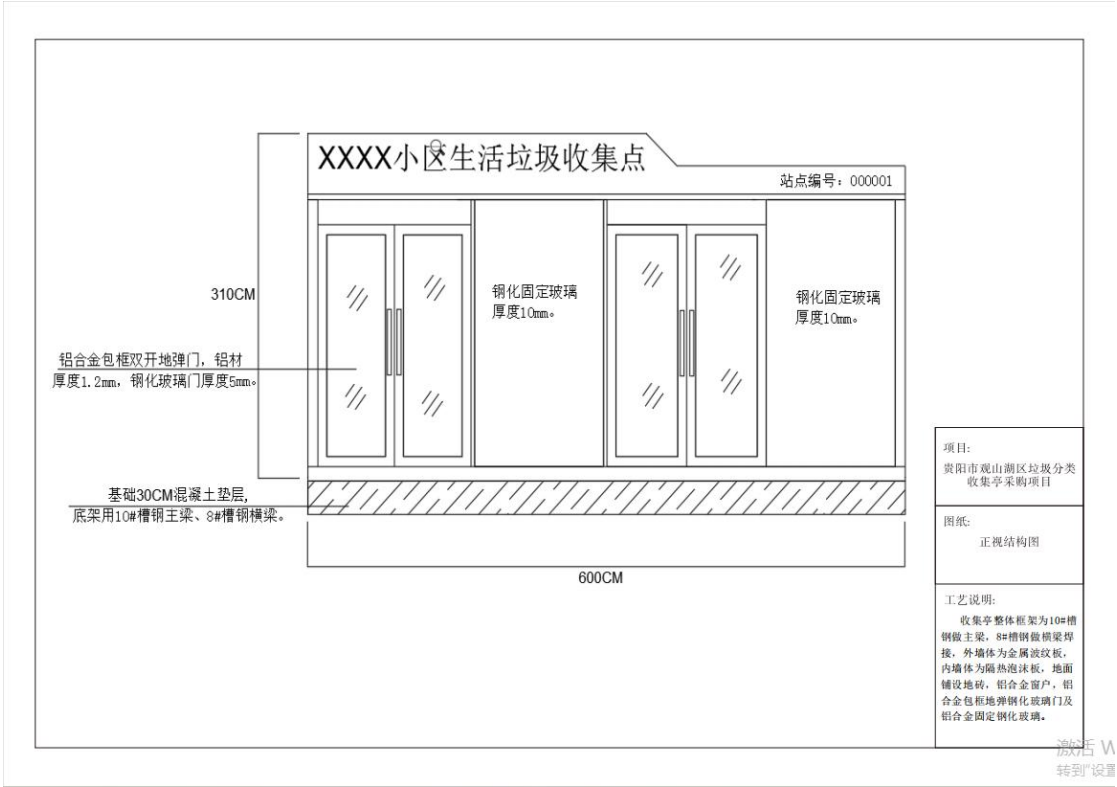 XXXX小区生活垃圾收集点
站点编号：000001
310CM
钢化固定玻璃
厚度10mm。
钢化固定玻璃
厚度10mm。
铝合金包框双开地弹门，铝材
厚度1.2mm，钢化玻璃门厚度5mm。
基础30CM混凝土垫层,
底架用10#槽钢主梁、8#槽钢横梁。
600CM
项目:
贵阳市观山湖区垃圾分类
收集亭采购项目
图纸:
正视结构图
工艺说明:
收集亭整体框架为10#槽
钢做主梁，8#槽钢做横梁焊
接，外墙体为金属波纹板，
内墙体为隔热泡沫板，地面
铺设地砖，铝合金窗户，铝
合金包框地弹钢化玻璃门及
铝合金固定钢化玻璃。
激活 W
转到"设置